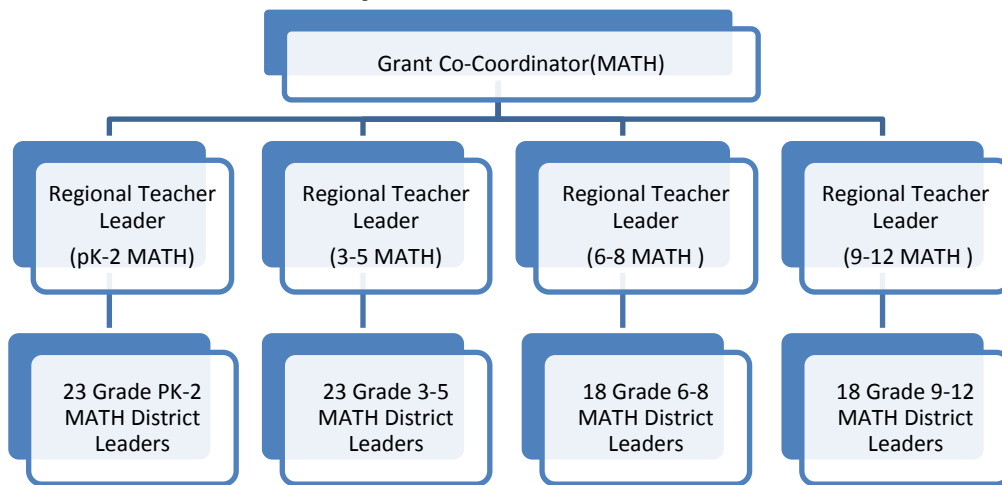 Grant Co-Coordinator(MATH)
Regional Teacher
Leader
(pK-2 MATH)
Regional Teacher
Leader
(3-5 MATH)
Regional Teacher
Leader
(6-8 MATH )
Regional Teacher
Leader
(9-12 MATH )
23 Grade PK-2
MATH District
Leaders
23 Grade 3-5
MATH District
Leaders
18 Grade 6-8
MATH District
Leaders
18 Grade 9-12
MATH District
Leaders